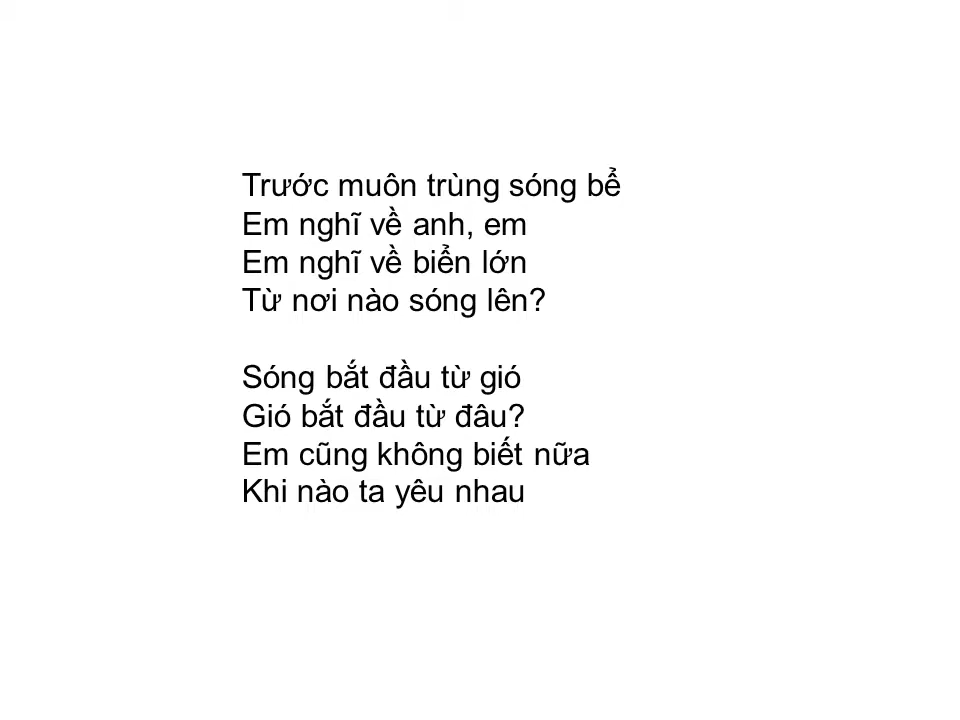 Trước muôn trùng sóng bể
Em nghĩ về anh, em
Em nghĩ về biển lớn
Từ nơi nào sóng lên?
Sóng bắt đầu từ gió
Gió bắt đầu từ đâu?
Em cũng không biết nữa
Khi nào ta yêu nhau